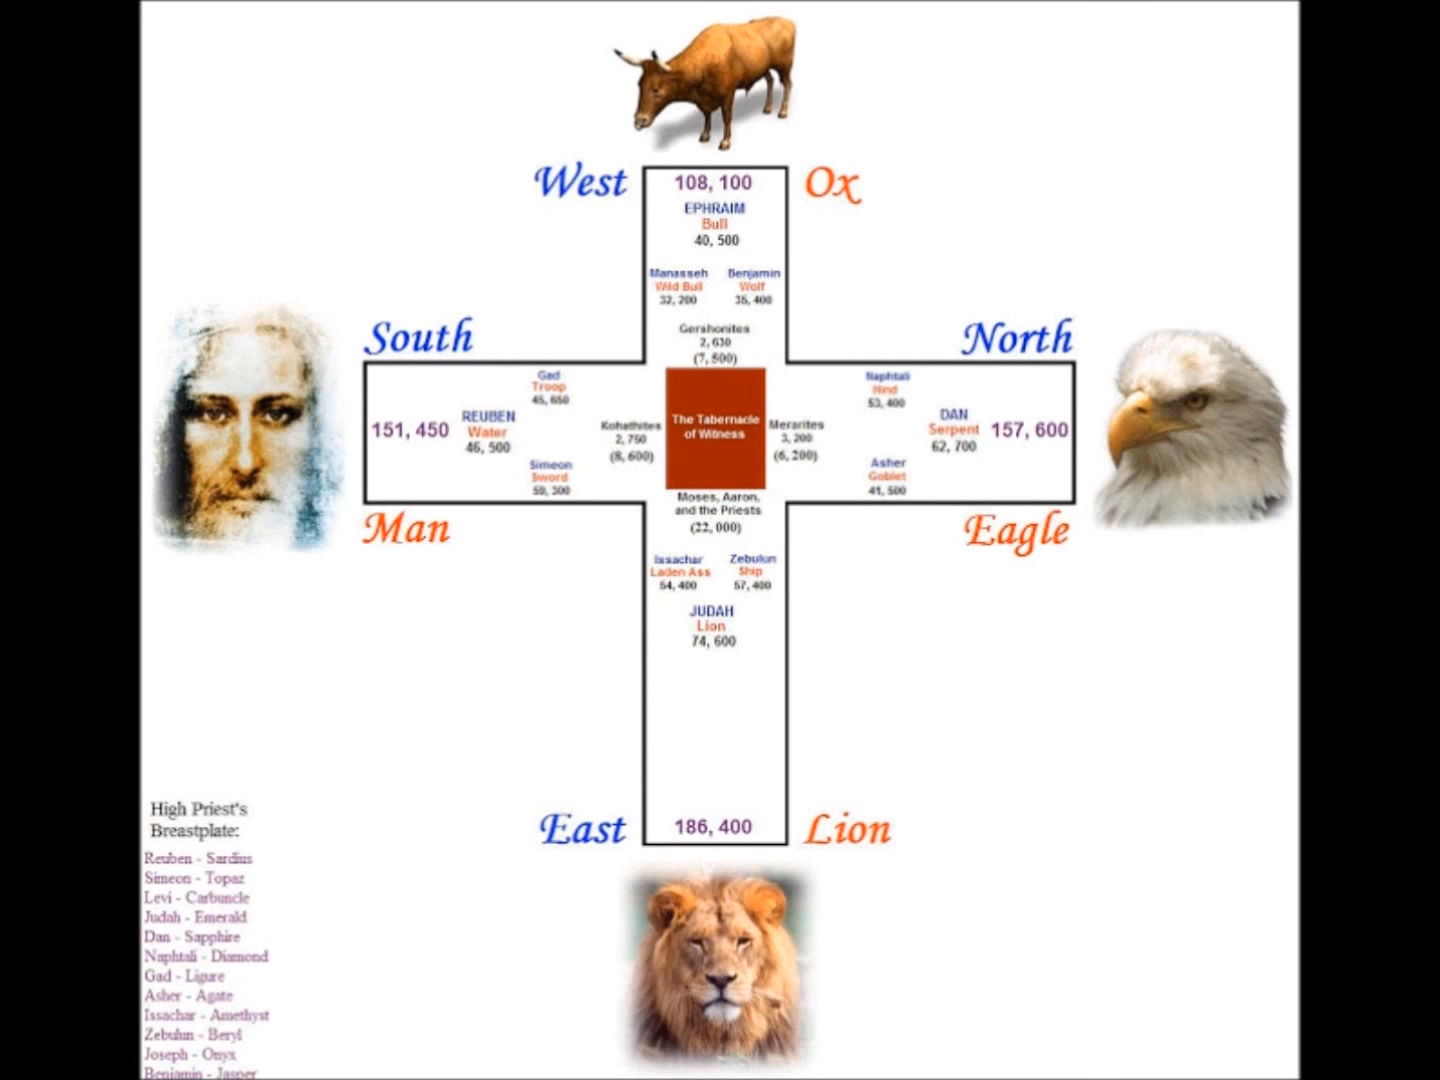 West
108, 100
Ox
EPHRAIM
Bull
40, 500
Manasseh
Wild Bull
32, 200
Benjamin
Wolf
35, 400
Gershonites
2, 630
(7, 500)
South
North
Gad
Troop
45, 650
151, 450
REUBEN
Water
46, 500
Simeon
Sword
59, 300
Kohathites
2, 750
(8, 600)
The Tabernacle
of Witness
Merarites
3, 200
(6, 200)
Naphtali
Hind
53, 400
DAN
Serpent
62, 700
157, 600
Asher
Goblet
41, 500
Man
Eagle
Moses, Aaron,
and the Priests
(22, 000)
Issachar
Laden Ass
54, 400
Zebulun
Ship
57, 400
JUDAH
Lion
74, 600
East
186, 400
Lion
High Priest's
Breastplate:
Reuben - Sardius
Simeon - Topaz
Levi - Carbuncle
Judah - Emerald
Dan - Sapphire
Naphtali - Diamond
Gad - Ligure
Asher - Agate
Issachar - Amethyst
Zebulun - Beryl
Joseph - Onyx
Benjamin - Jasper